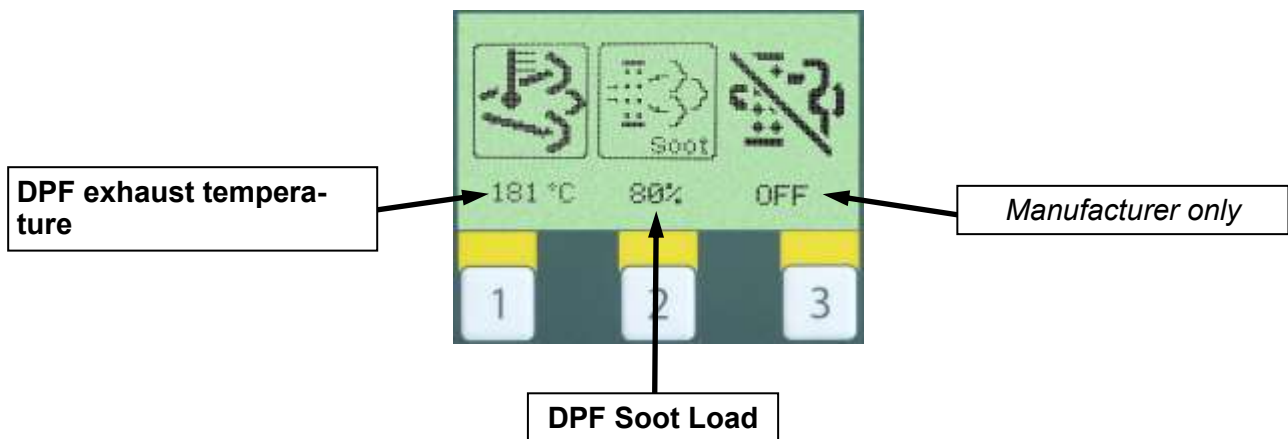 Soot
DPF exhaust tempera-
ture
181 °C 80% OFF
Manufacturer only
1 2 3
DPF Soot Load